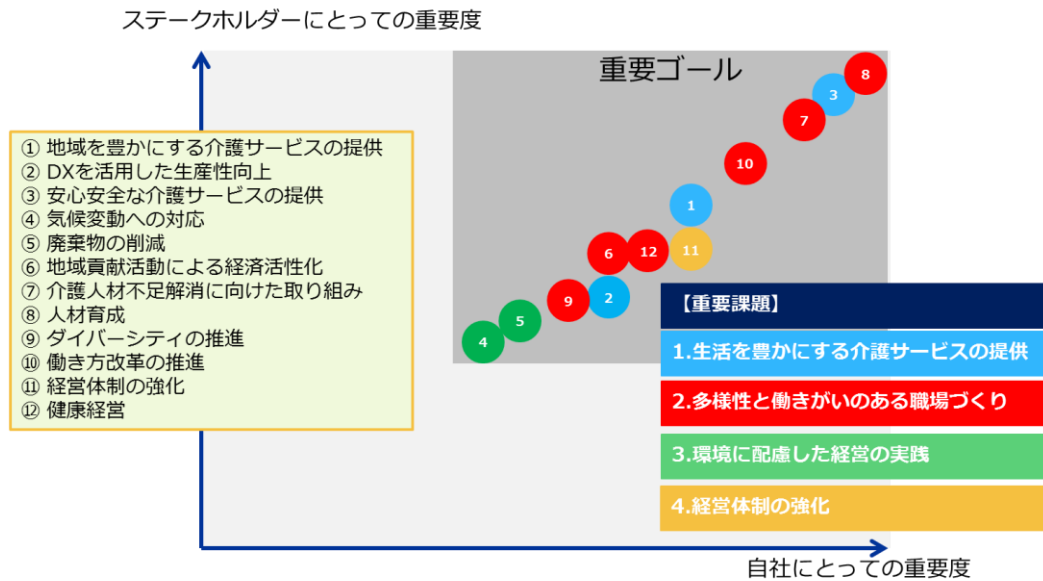 ステークホルダーにとっての重要度
重要ゴール
① 地域を豊かにする介護サービスの提供
② DXを活用した生産性向上
③ 安心安全な介護サービスの提供
④ 気候変動への対応
⑤ 廃棄物の削減
⑥ 地域貢献活動による経済活性化
⑦ 介護人材不足解消に向けた取り組み
⑧ 人材育成
⑨ ダイバーシティの推進
⑩ 働き方改革の推進
⑪ 経営体制の強化
⑫ 健康経営
8
3
7
10
1
6
12
11
9
2
5
4
【重要課題】
1.生活を豊かにする介護サービスの提供
2.多様性と働きがいのある職場づくり
3.環境に配慮した経営の実践
4.経営体制の強化
自社にとっての重要度